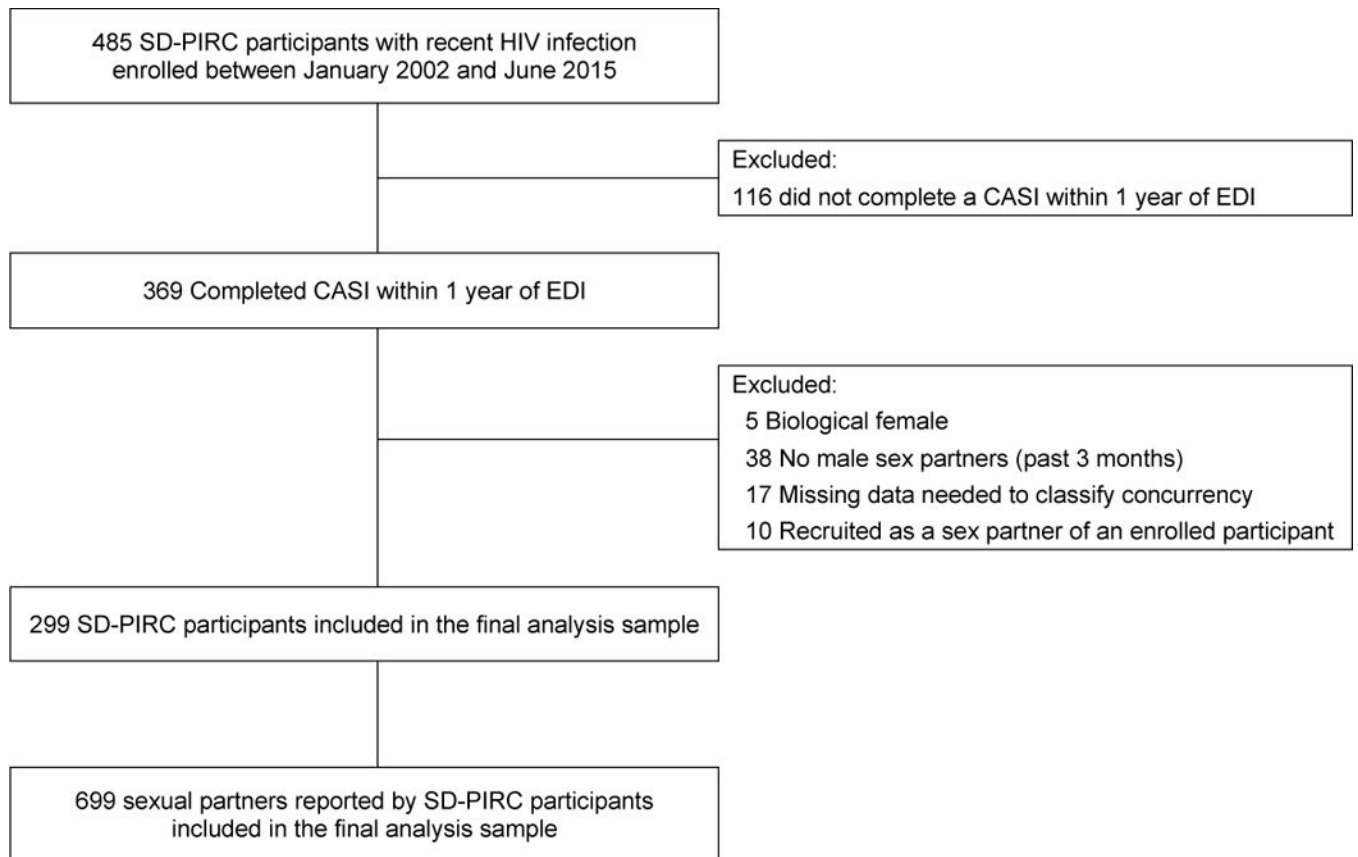 485 SD-PIRC participants with recent HIV infection
enrolled between January 2002 and June 2015
Excluded:
116 did not complete a CASI within 1 year of EDI
369 Completed CASI within 1 year of EDI
Excluded:
5 Biological female
38 No male sex partners (past 3 months)
17 Missing data needed to classify concurrency
10 Recruited as a sex partner of an enrolled participant
299 SD-PIRC participants included in the final analysis sample
699 sexual partners reported by SD-PIRC participants
included in the final analysis sample